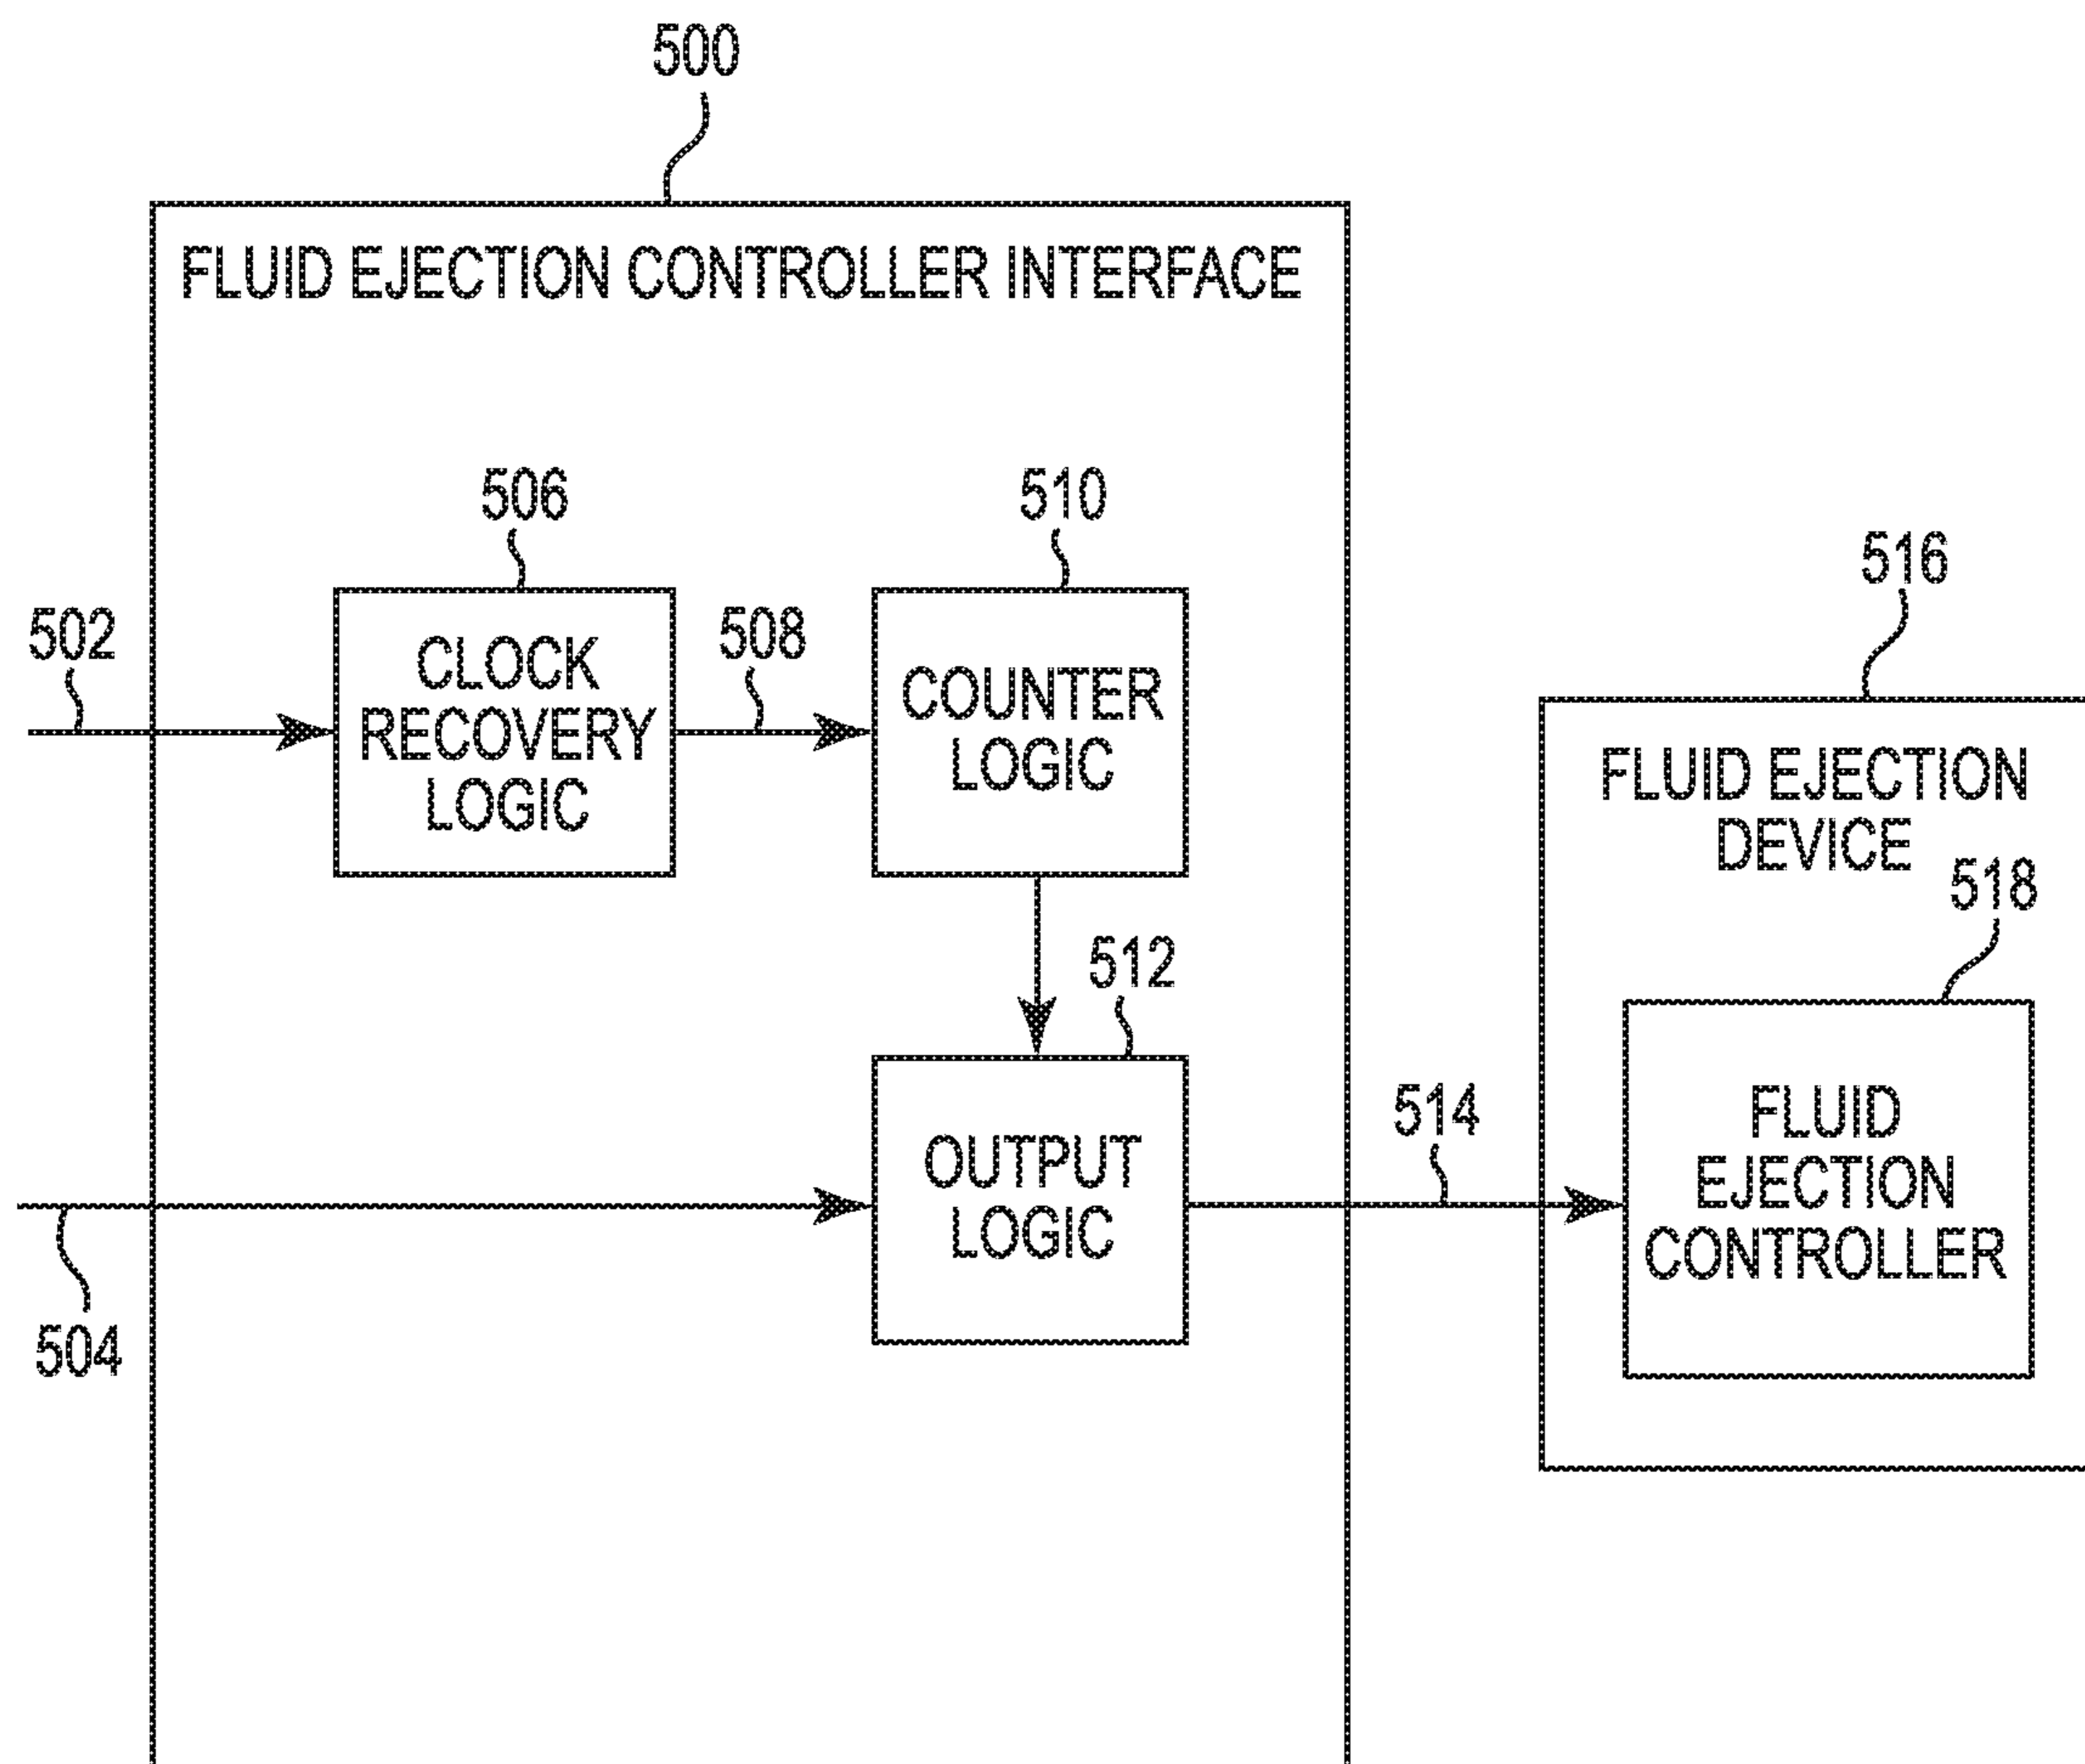 500
FLUID EJECTION CONTROLLER INTERFACE
506
510
502
CLOCK
RECOVERY
LOGIC
508
COUNTER
LOGIC
516
FLUID EJECTION
DEVICE
518
512
OUTPUT
LOGIC
514
FLUID
EJECTION
CONTROLLER
504